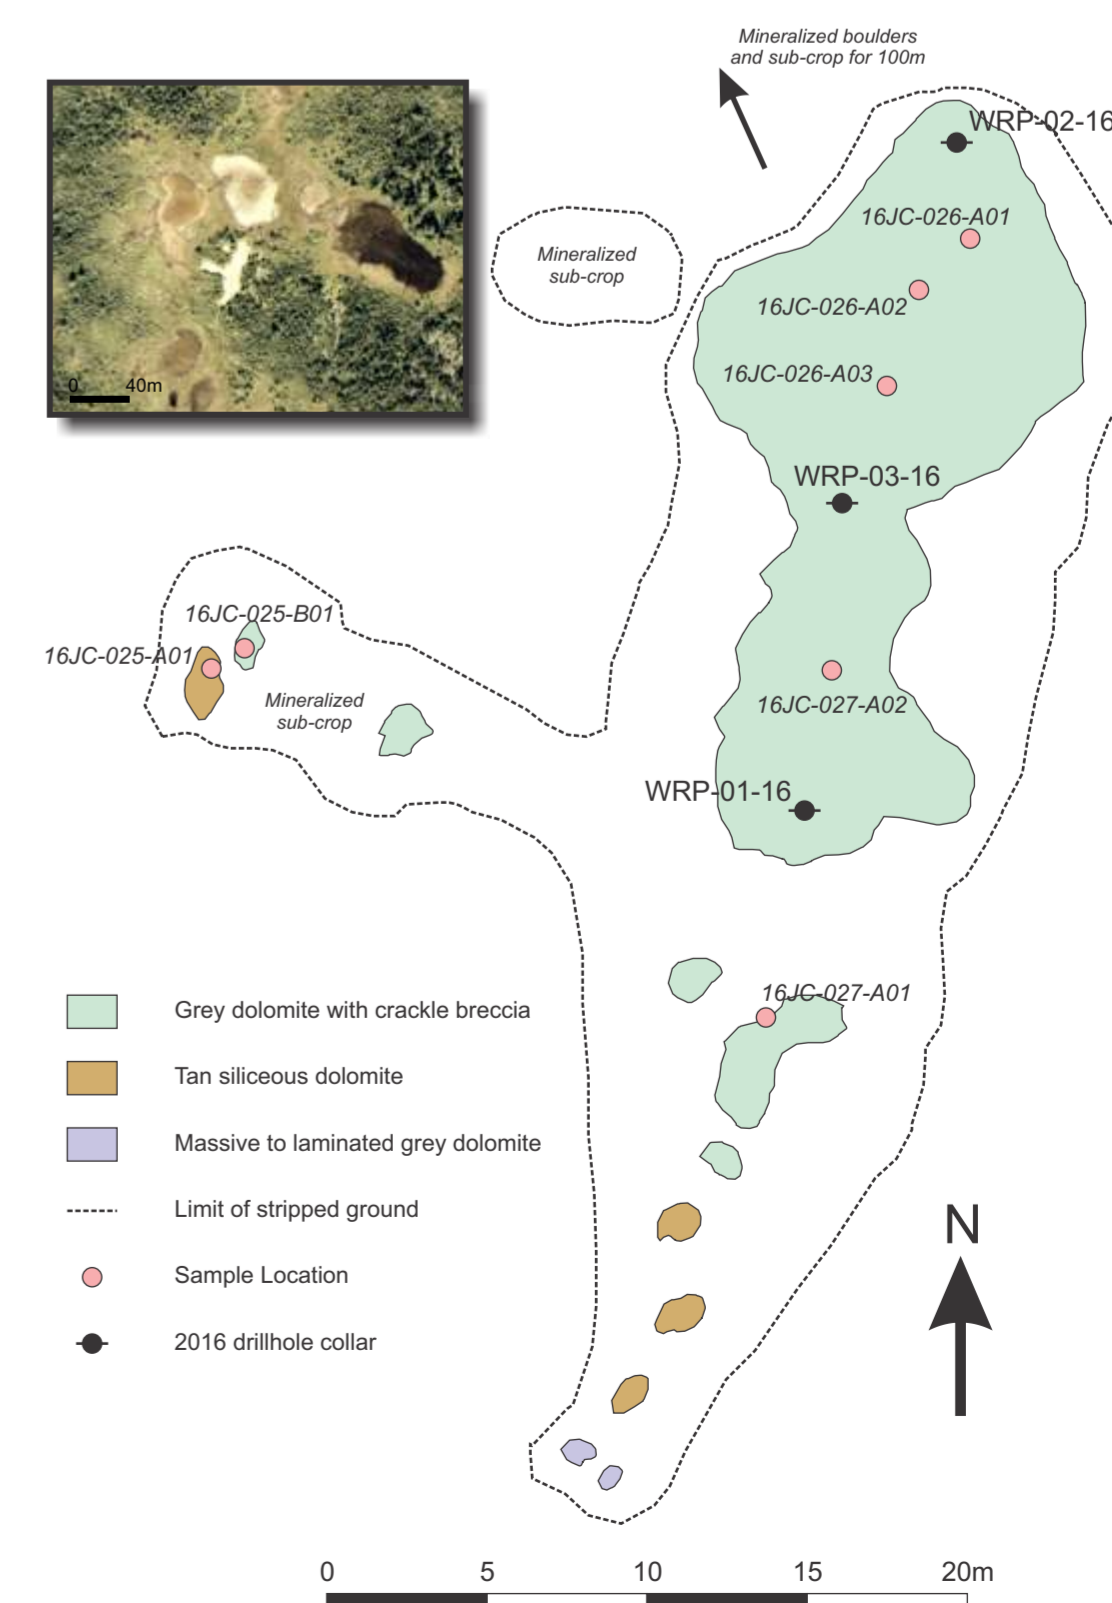 Mineralized boulders
and sub-crop for 100m
WRP-02-16
16JC-026-A01
Mineralized
sub-crop
16JC-026-A02
16JC-026-A03
0 40m
WRP-03-16
16JC-025-B01
16JC-025-A01
Mineralized
sub-crop
16JC-027-A02
WRP-01-16
16JC-027-A01
Grey dolomite with crackle breccia
Tan siliceous dolomite
Massive to laminated grey dolomite
Limit of stripped ground
Sample Location
2016 drillhole collar
N
0 5 10 15 20m